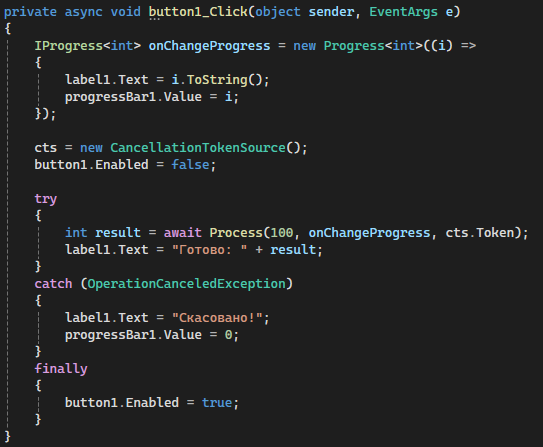 private async void button1_Click(object sender, EventArgs e)
{
    IProgress<int> onChangeProgress = new Progress<int>((i) =>
    {
        label1.Text = i.ToString();
        progressBar1.Value = i;
    });

    cts = new CancellationTokenSource();
    button1.Enabled = false;

    try
    {
        int result = await Process(100, onChangeProgress, cts.Token);
        label1.Text = "Готово: " + result;
    }
    catch (OperationCanceledException)
    {
        label1.Text = "Скасовано!";
        progressBar1.Value = 0;
    }
    finally
    {
        button1.Enabled = true;
    }
}